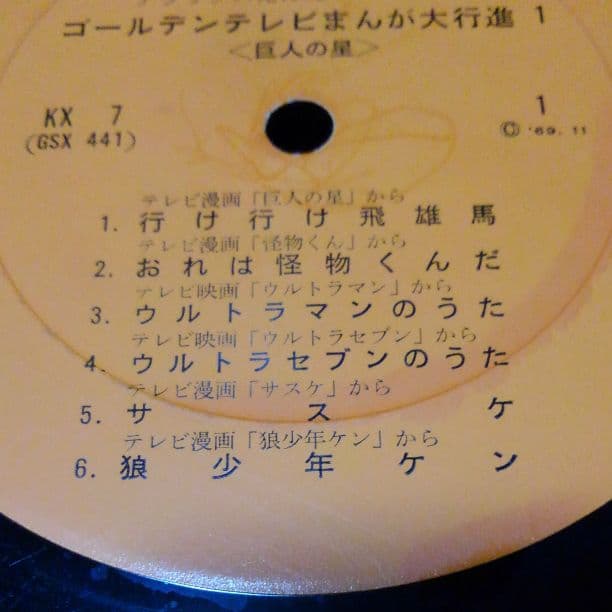 ゴールデンテレビまんが大行進 1
<巨人の星>
KX 7
(GSX 441)
1
© '69. 11
テレビ漫画「巨人の星」から
1. 行け行け飛雄馬
テレビ漫画「怪物くん」から
2. おれは怪物くんだ
テレビ映画「ウルトラマン」から
3. ウルトラマンのうた
テレビ映画「ウルトラセブン」から
4. ウルトラセブンのうた
テレビ漫画「サスケ」から
5. サスケ
テレビ漫画「狼少年ケン」から
6. 狼少年ケン